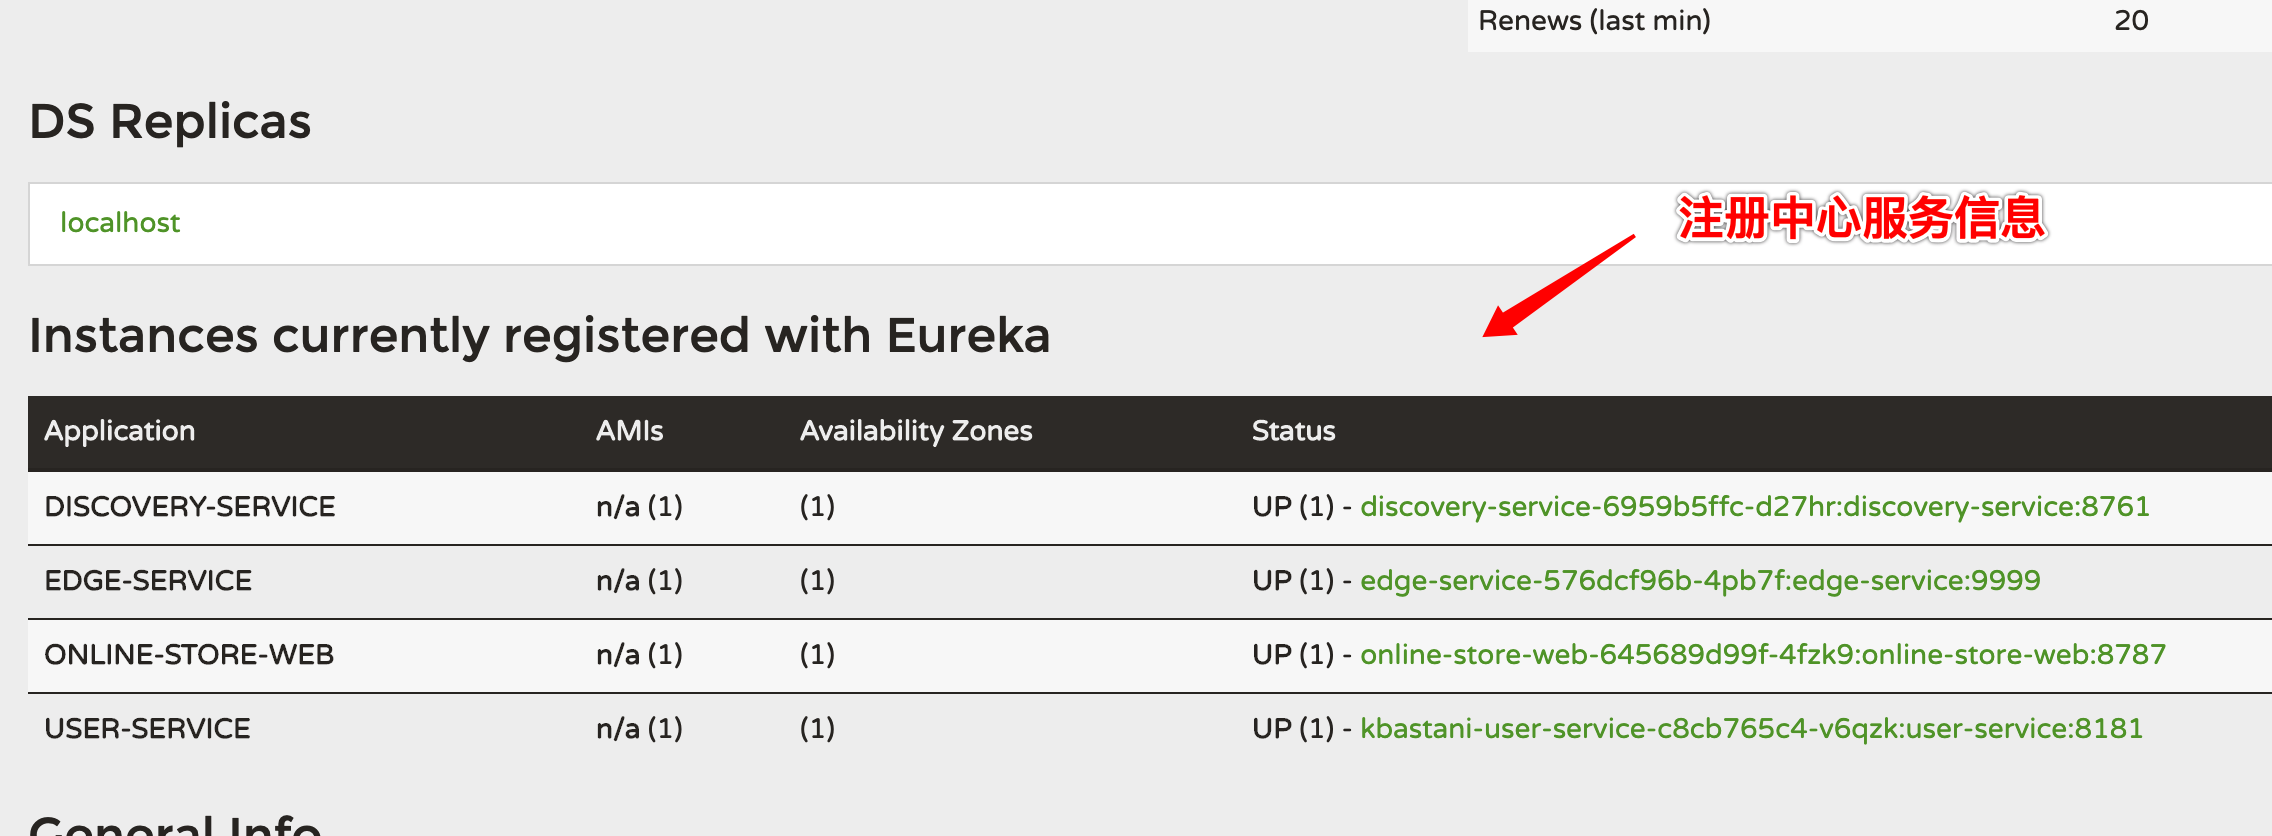 Renews (last min) 20
DS Replicas
localhost
注册中心服务信息
Instances currently registered with Eureka
Application AMIs Availability Zones Status
DISCOVERY-SERVICE n/a (1) (1) UP (1) - discovery-service-6959b5ffc-d27hr:discovery-service:8761
EDGE-SERVICE n/a (1) (1) UP (1) - edge-service-576dcf96b-4pb7f:edge-service:9999
ONLINE-STORE-WEB n/a (1) (1) UP (1) - online-store-web-645689d99f-4fzk9:online-store-web:8787
USER-SERVICE n/a (1) (1) UP (1) - kbastani-user-service-c8cb765c4-v6qzk:user-service:8181
General Info